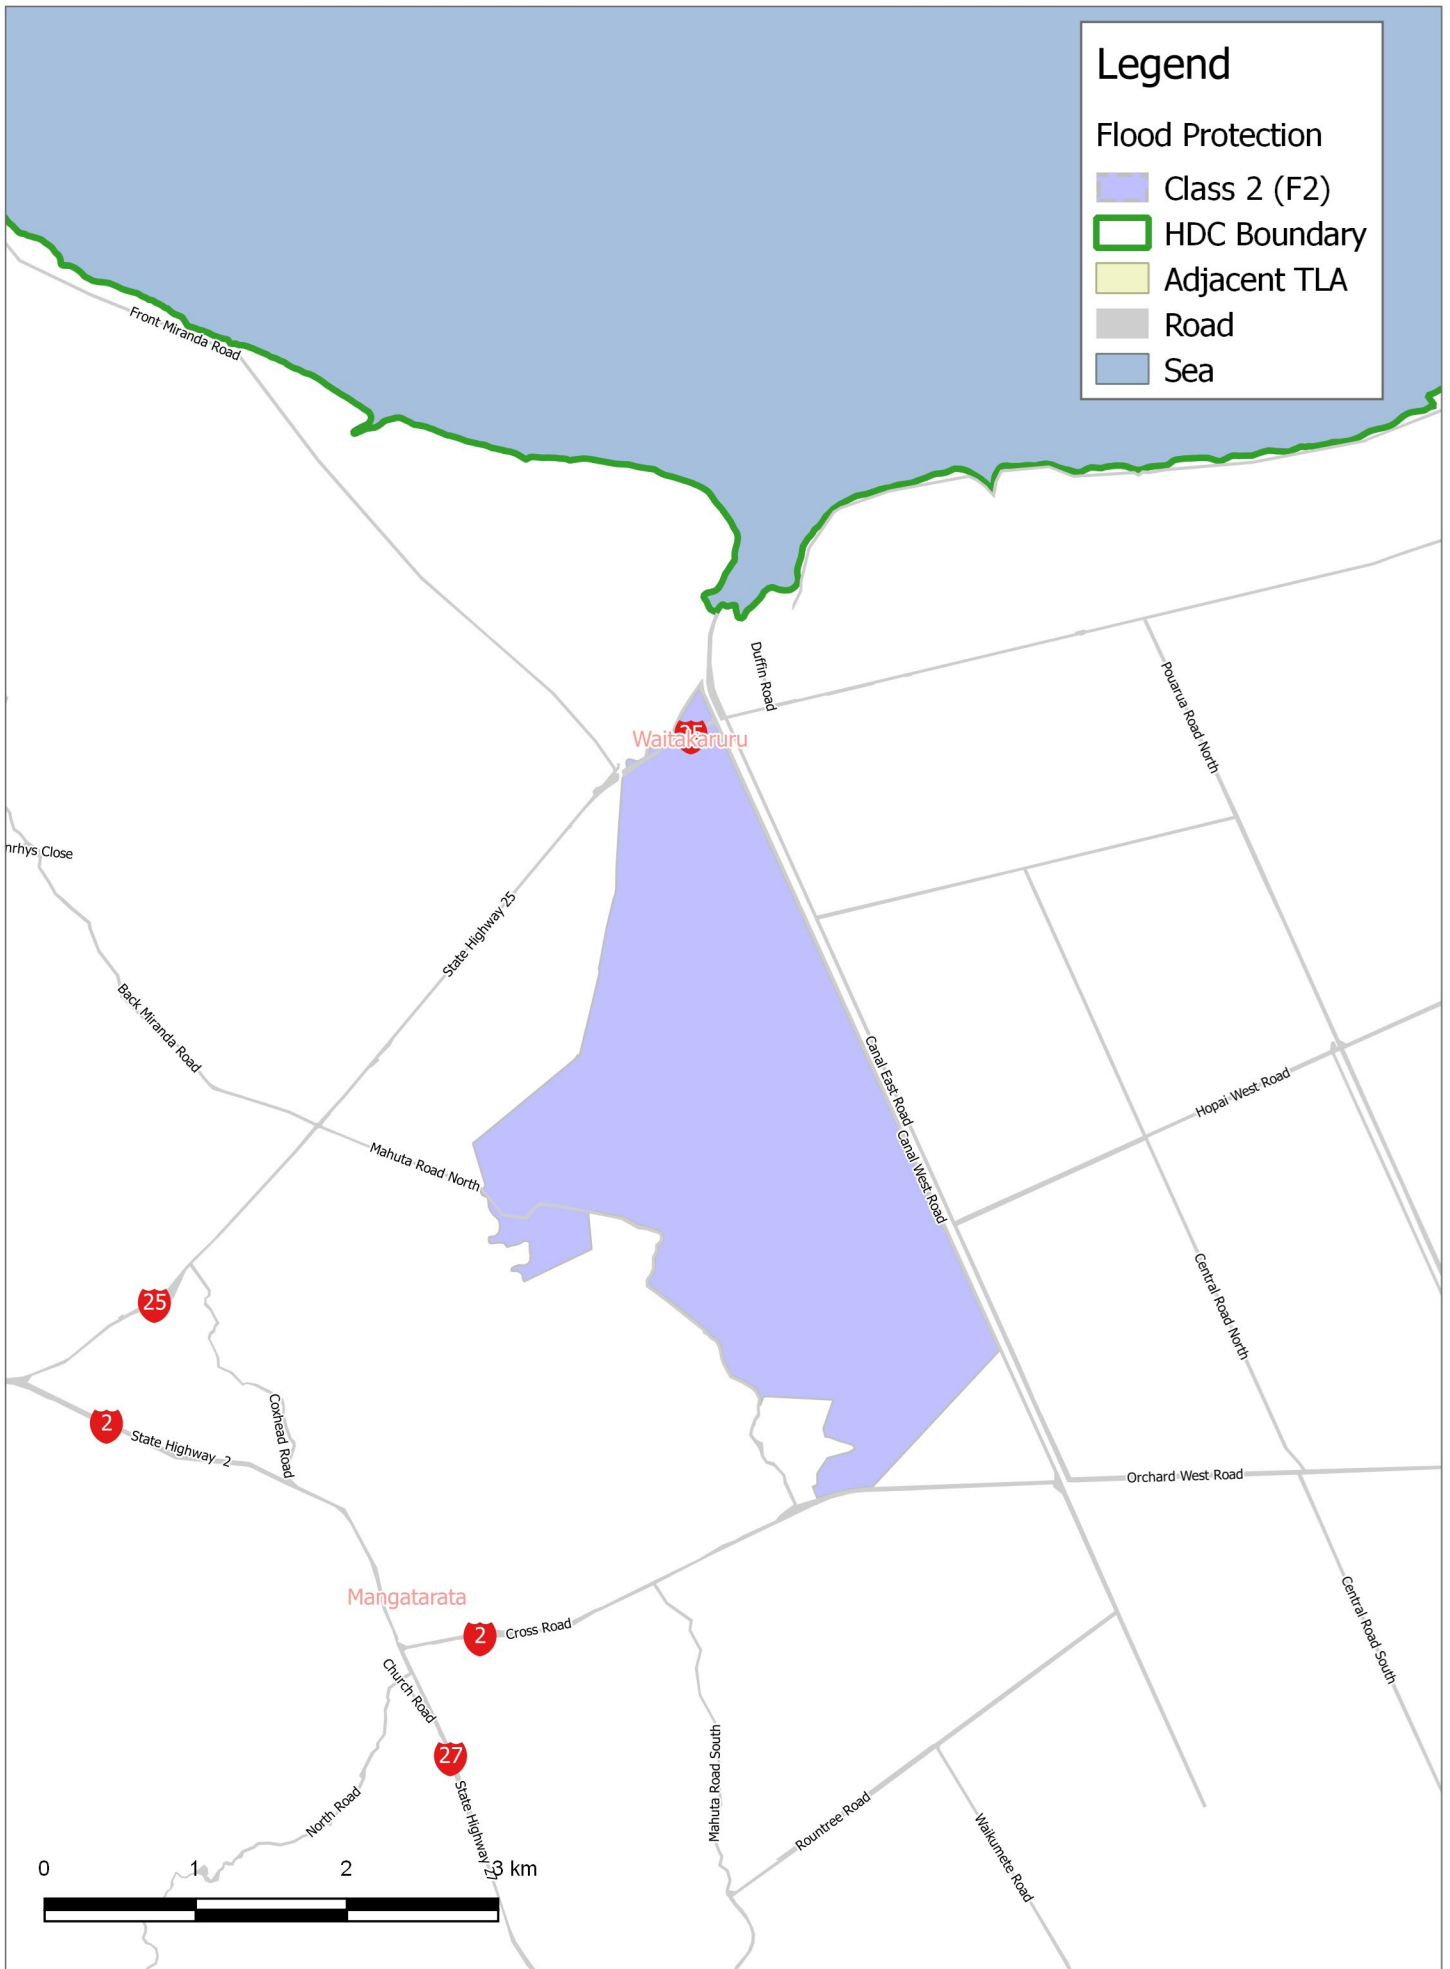 Legend
Flood Protection
Class 2 (F2)
HDC Boundary
Adjacent TLA
Road
Sea
Front Miranda Road
Duffin Road
Pouarua Road North
25
Waitakaruru
nrhys Close
State Highway 25
Back Miranda Road
Canal East Road
Hopai West Road
Mahuta Road North
Canal West Road
Central Road North
25
Coxhead Road
2
State Highway 2
Orchard West Road
Mangatarata
Central Road South
2
Cross Road
Church Road
27
Mahuta Road South
State Highway 27
North Road
Rountree Road
Waikumete Road
0 1 2 3 km